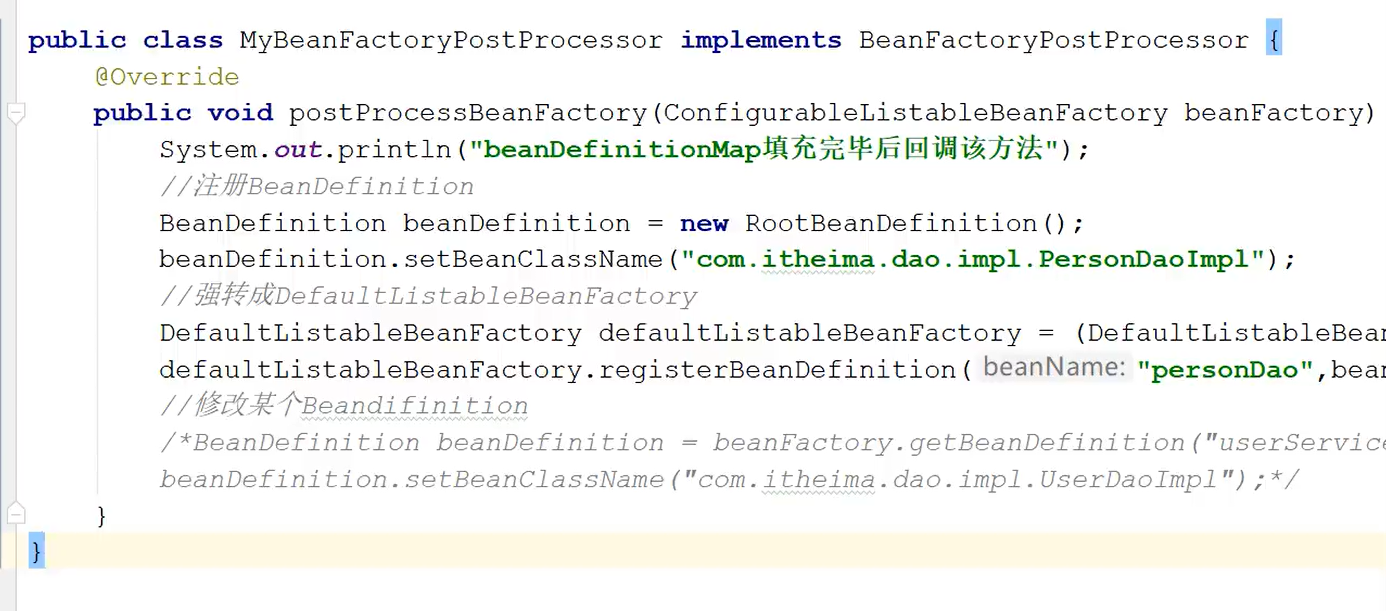 public class MyBeanFactoryPostProcessor implements BeanFactoryPostProcessor {
@Override
public void postProcessBeanFactory(ConfigurableListableBeanFactory beanFactory)
System.out.println("beanDefinitionMap填充完毕后回调该方法");
//注册BeanDefinition
BeanDefinition beanDefinition = new RootBeanDefinition();
beanDefinition.setBeanClassName("com.itheima.dao.impl.PersonDaoImpl");
//强转成DefaultListableBeanFactory
DefaultListableBeanFactory defaultListableBeanFactory = (DefaultListableBean
defaultListableBeanFactory.registerBeanDefinition( beanName: "personDao",bean
//修改某个Beandifinition
/*BeanDefinition beanDefinition = beanFactory.getBeanDefinition("userService
beanDefinition.setBeanClassName("com.itheima.dao.impl.UserDaoImpl");*/
}
}